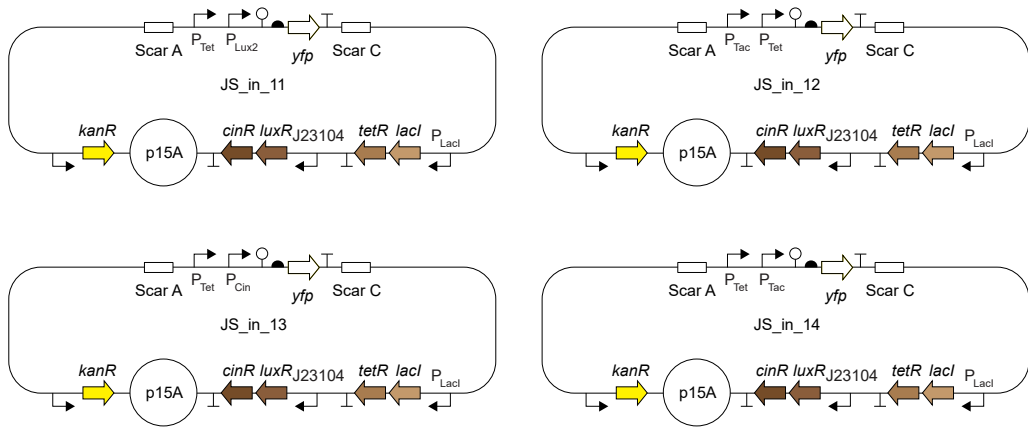 Scar A P_Tet P_Lux2 yfp Scar C
JS_in_11
kanR p15A cinR luxR J23104 tetR lacI P_LacI
Scar A P_Tac P_Tet yfp Scar C
JS_in_12
kanR p15A cinR luxR J23104 tetR lacI P_LacI
Scar A P_Tet P_Cin yfp Scar C
JS_in_13
kanR p15A cinR luxR J23104 tetR lacI P_LacI
Scar A P_Tet P_Tac yfp Scar C
JS_in_14
kanR p15A cinR luxR J23104 tetR lacI P_LacI